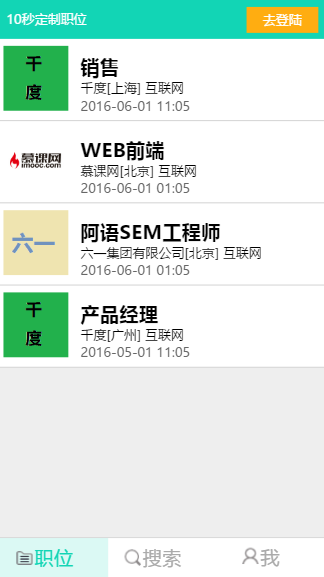 10秒定制职位
去登陆
千
度
销售
千度[上海] 互联网
2016-06-01 11:05
慕课网
imooc.com
WEB前端
慕课网[北京] 互联网
2016-06-01 01:05
六一
阿语SEM工程师
六一集团有限公司[北京] 互联网
2016-06-01 01:05
千
度
产品经理
千度[广州] 互联网
2016-05-01 11:05
职位
搜索
我